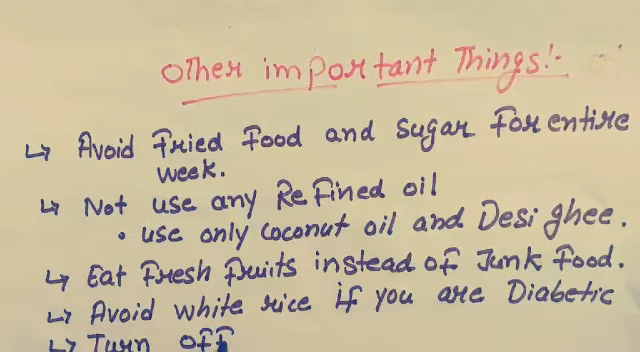 Other important Things:-
↳ Avoid Fried Food and sugar For entire
week.
↳ Not use any Refined oil
• use only coconut oil and Desi ghee.
↳ Eat Fresh fruits instead of Junk Food.
↳ Avoid white rice if you are Diabetic
↳ Turn off